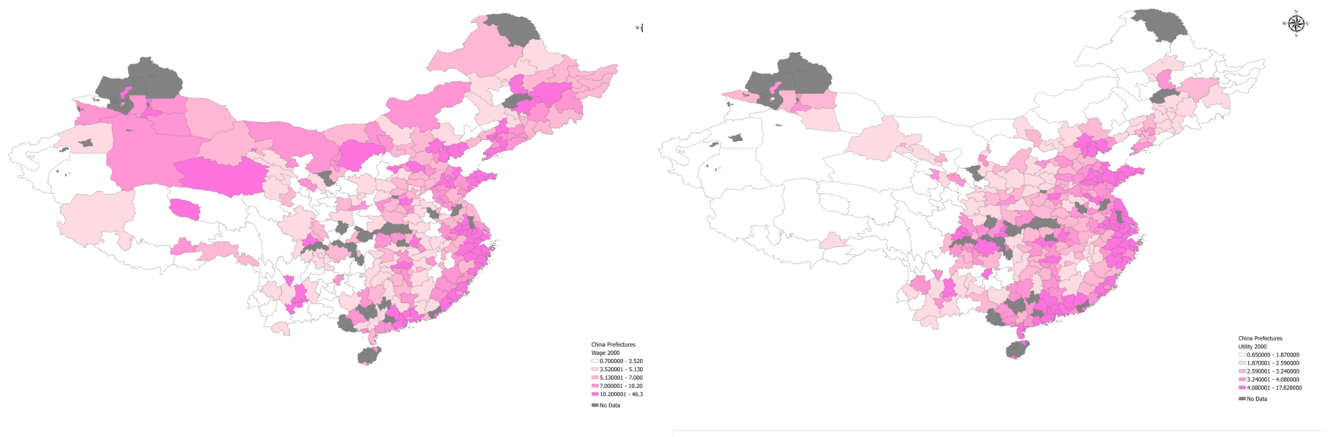 N
W E
S
China Prefectures
Wage 2000
0.700000 - 3.520
3.520001 - 5.130
5.130001 - 7.000
7.000001 - 10.20
10.200001 - 46.3
No Data
China Prefectures
Utility 2000
0.650000 - 1.870000
1.870001 - 2.590000
2.590001 - 3.240000
3.240001 - 4.080000
4.080001 - 17.820000
No Data